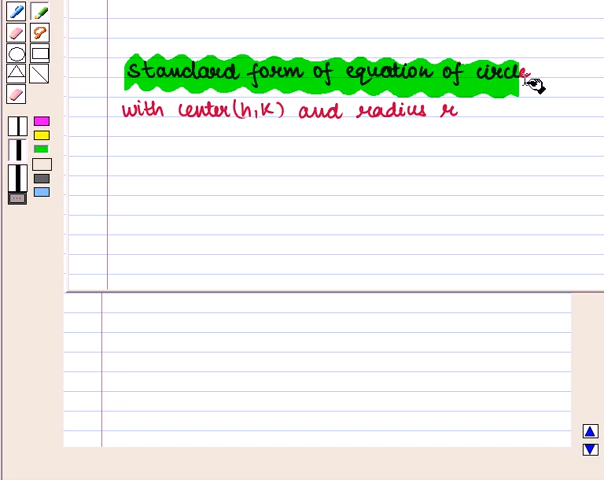 Standard form of equation of circle
with center(h,k) and radius r